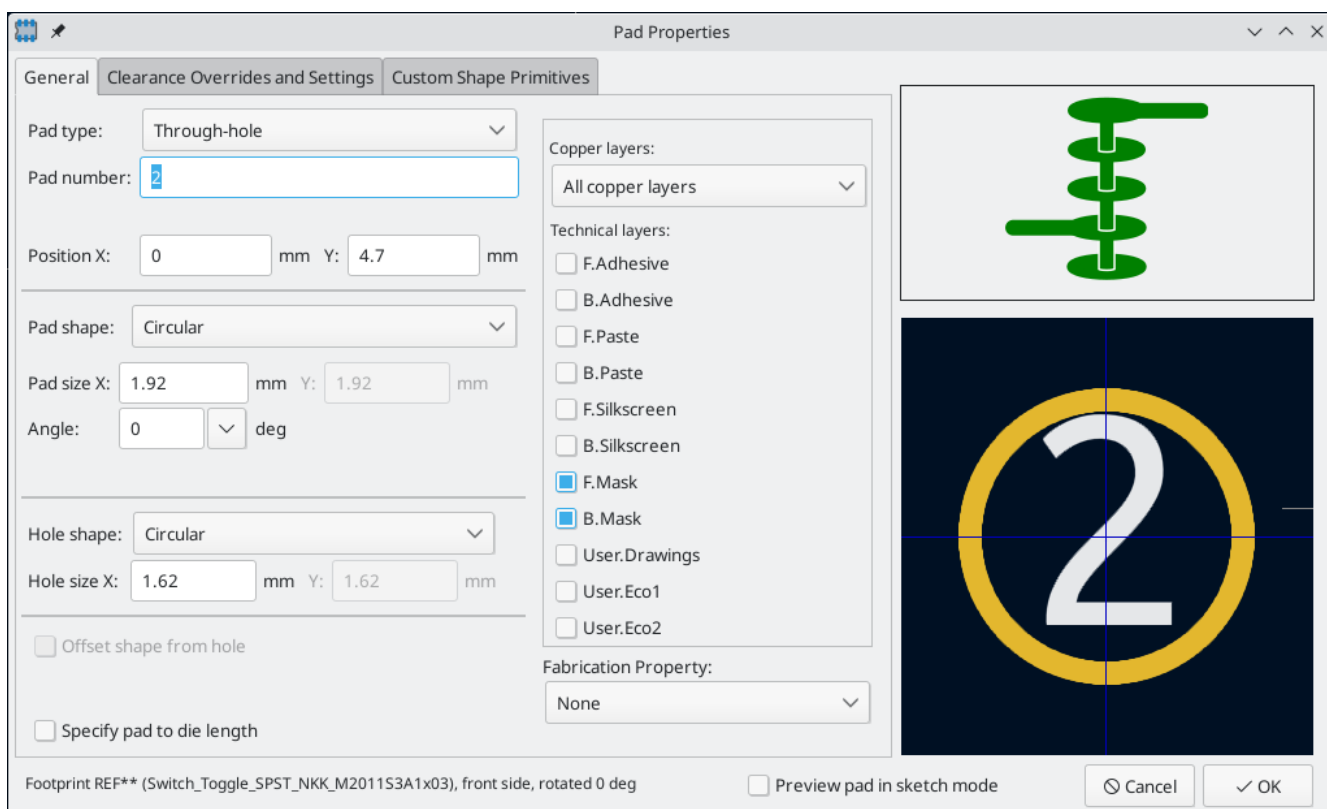 Pad Properties
General
Clearance Overrides and Settings
Custom Shape Primitives
Pad type: Through-hole
Pad number: 2
Position X: 0 mm Y: 4.7 mm
Pad shape: Circular
Pad size X: 1.92 mm Y: 1.92 mm
Angle: 0 deg
Hole shape: Circular
Hole size X: 1.62 mm Y: 1.62 mm
Offset shape from hole
Specify pad to die length
Copper layers:
All copper layers
Technical layers:
F.Adhesive
B.Adhesive
F.Paste
B.Paste
F.Silkscreen
B.Silkscreen
F.Mask
B.Mask
User.Drawings
User.Eco1
User.Eco2
Fabrication Property:
None
2
Footprint REF** (Switch_Toggle_SPST_NKK_M2011S3A1x03), front side, rotated 0 deg
Preview pad in sketch mode
Cancel
OK